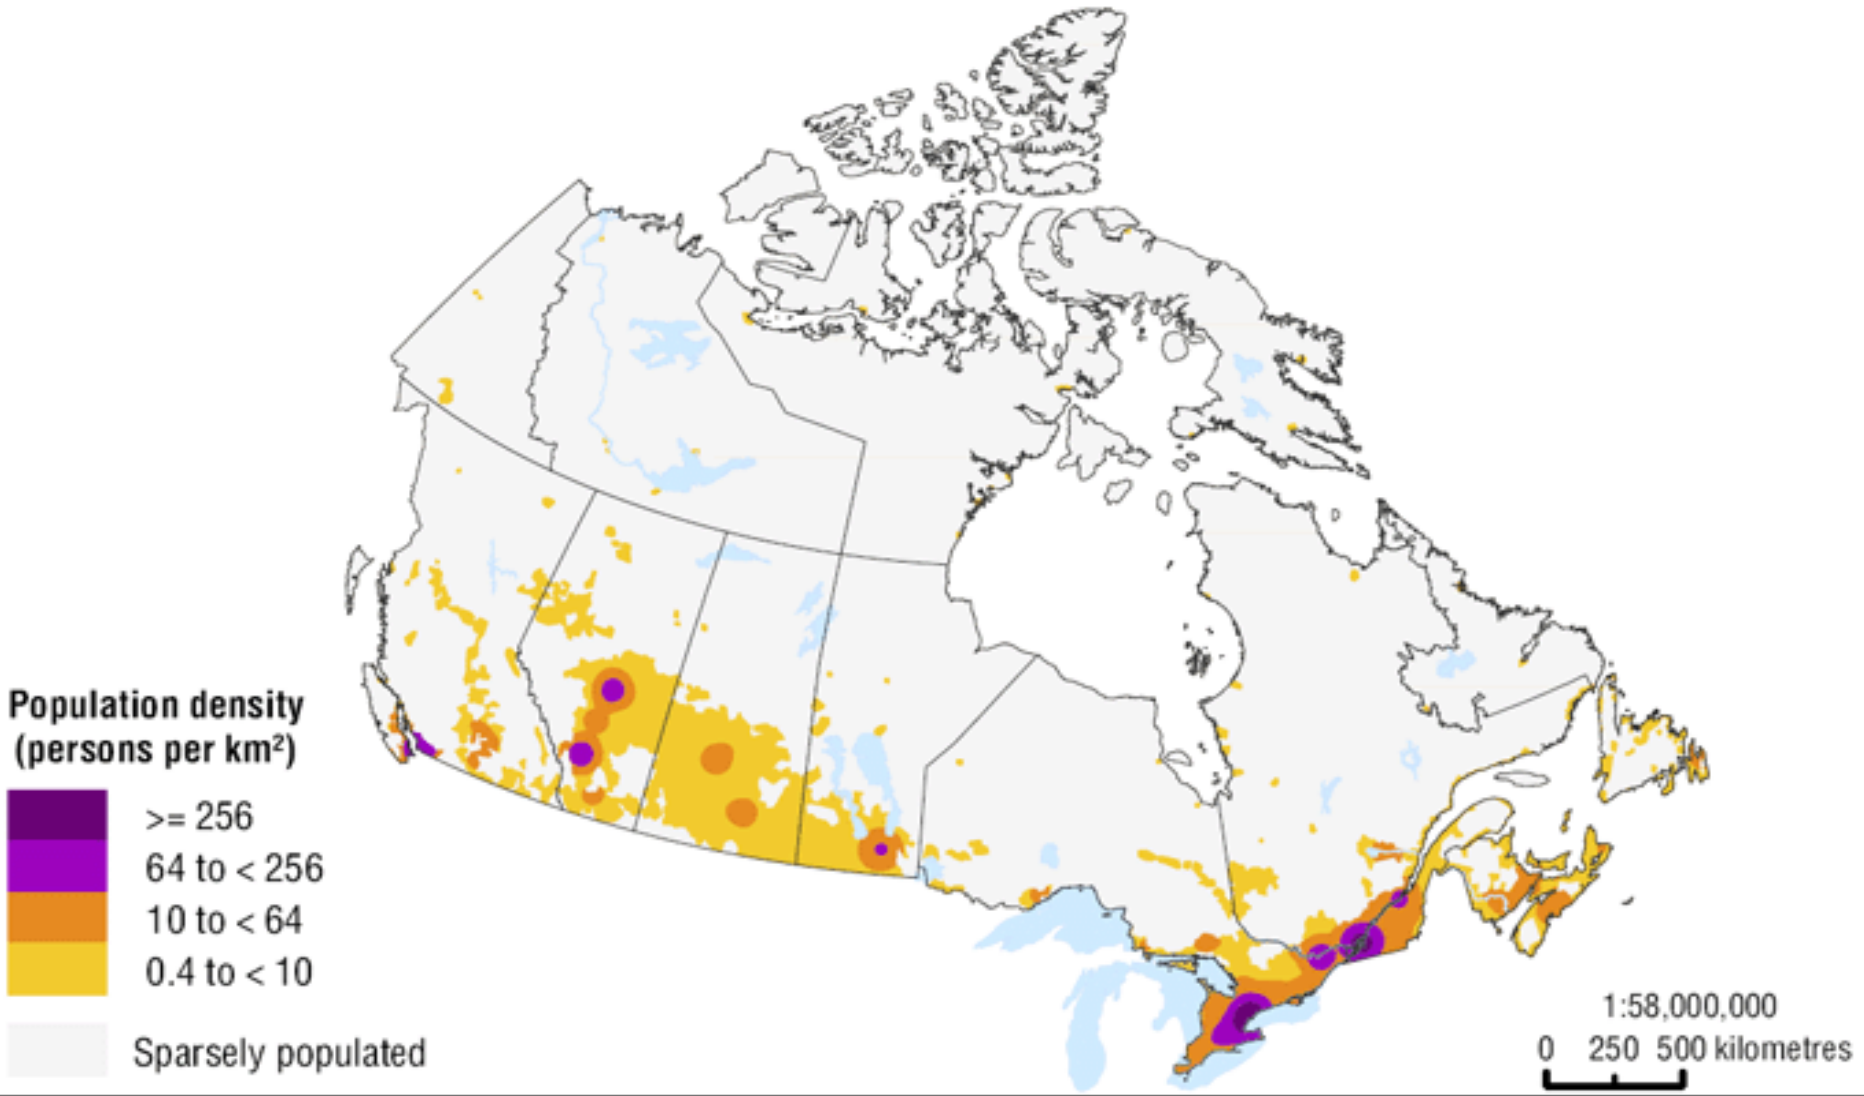 Population density
(persons per km²)
>= 256
64 to < 256
10 to < 64
0.4 to < 10
Sparsely populated
1:58,000,000
0 250 500 kilometres